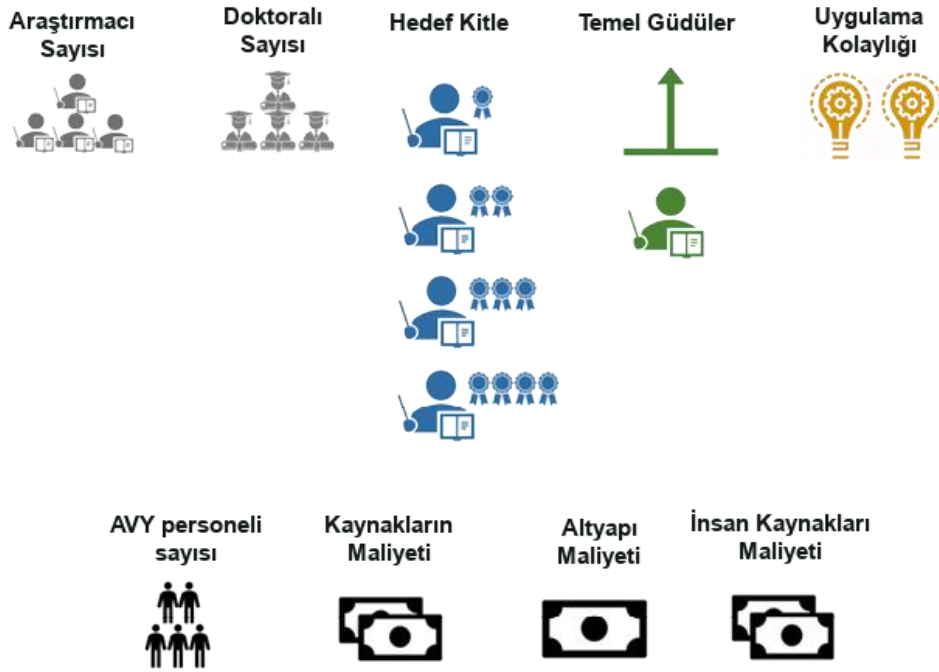 Araştırmacı
Sayısı
Doktoralı
Sayısı
Hedef Kitle
Temel Güdüler
Uygulama
Kolaylığı
AVY personeli
sayısı
Kaynakların
Maliyeti
Altyapı
Maliyeti
İnsan Kaynakları
Maliyeti